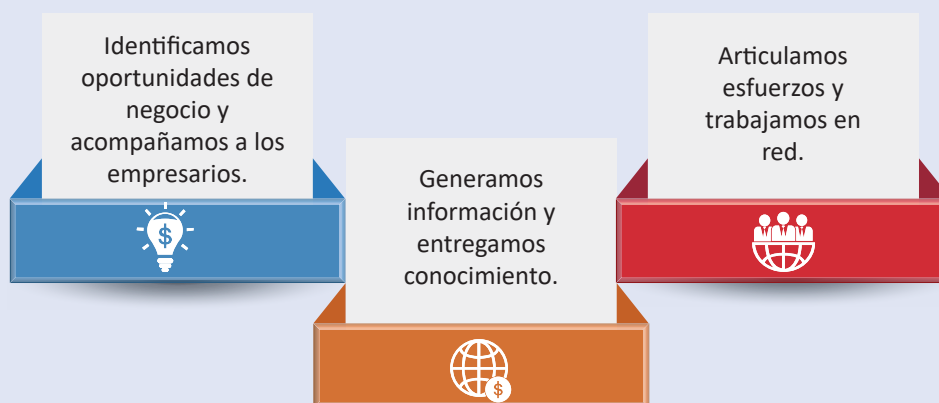 Identificamos
oportunidades de
negocio y
acompañamos a los
empresarios.
Generamos
información y
entregamos
conocimiento.
Articulamos
esfuerzos y
trabajamos en
red.
$
$